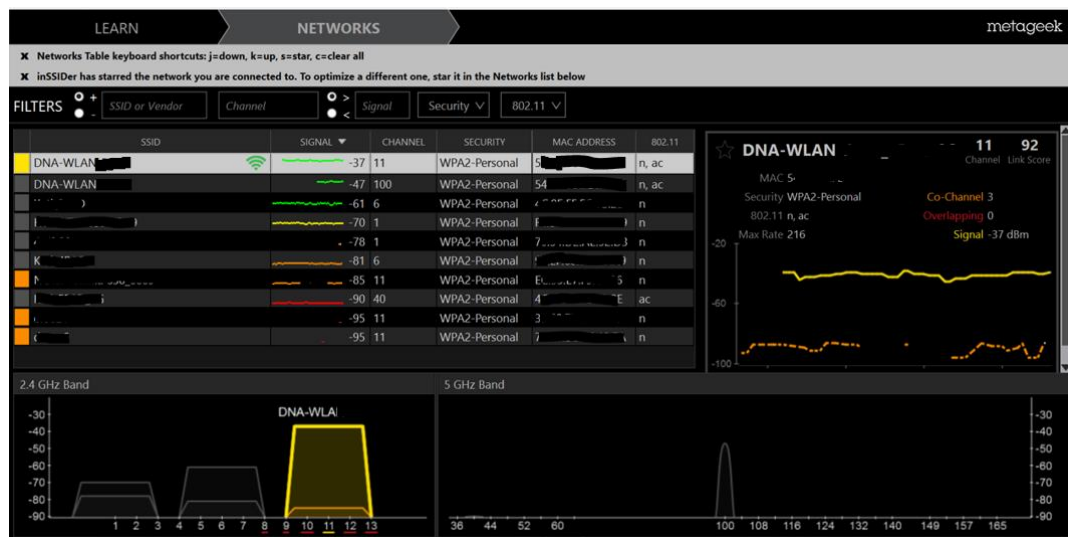 LEARN NETWORKS metageek
X Networks Table keyboard shortcuts: j=down, k=up, s=star, c=clear all
X inSSIDer has starred the network you are connected to. To optimize a different one, star it in the Networks list below
FILTERS + - SSID or Vendor Channel > < Signal Security 802.11
SSID SIGNAL ▼ CHANNEL SECURITY MAC ADDRESS 802.11
DNA-WLAN -37 11 WPA2-Personal 5 n, ac
DNA-WLAN -47 100 WPA2-Personal 54 n, ac
-61 6 WPA2-Personal n
-70 1 WPA2-Personal n
-78 1 WPA2-Personal 7 n
K -81 6 WPA2-Personal n
-85 11 WPA2-Personal n
-90 40 WPA2-Personal 4 E ac
-95 11 WPA2-Personal 3 n
-95 11 WPA2-Personal 7 n
DNA-WLAN 11 92
Channel Link Score
MAC 5
Security WPA2-Personal Co-Channel 3
802.11 n, ac Overlapping 0
Max Rate 216 Signal -37 dBm
-20
-60
-100
2.4 GHz Band 5 GHz Band
DNA-WLA
-30 -30
-40 -40
-50 -50
-60 -60
-70 -70
-80 -80
-90 -90
1 2 3 4 5 6 7 8 9 10 11 12 13 36 44 52 60 100 108 116 124 132 140 149 157 165